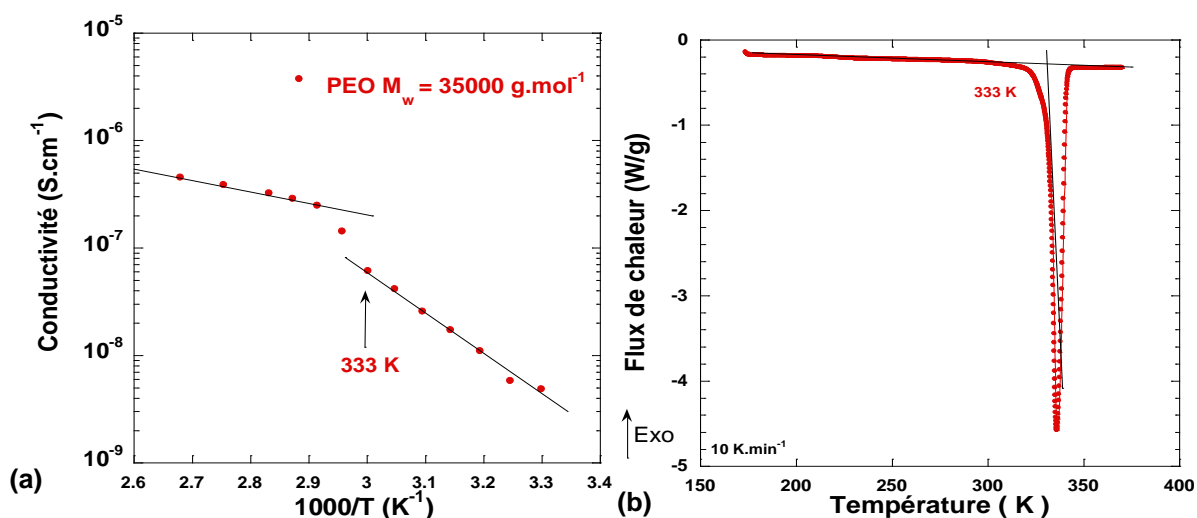 10⁻⁵
10⁻⁶
10⁻⁷
10⁻⁸
10⁻⁹
Conductivité (S.cm⁻¹)
PEO M_w = 35000 g.mol⁻¹
333 K
2.6 2.7 2.8 2.9 3 3.1 3.2 3.3 3.4
1000/T (K⁻¹)
(a)
0
-1
-2
-3
-4
-5
Flux de chaleur (W/g)
333 K
Exo
10 K.min⁻¹
150 200 250 300 350 400
Température ( K )
(b)